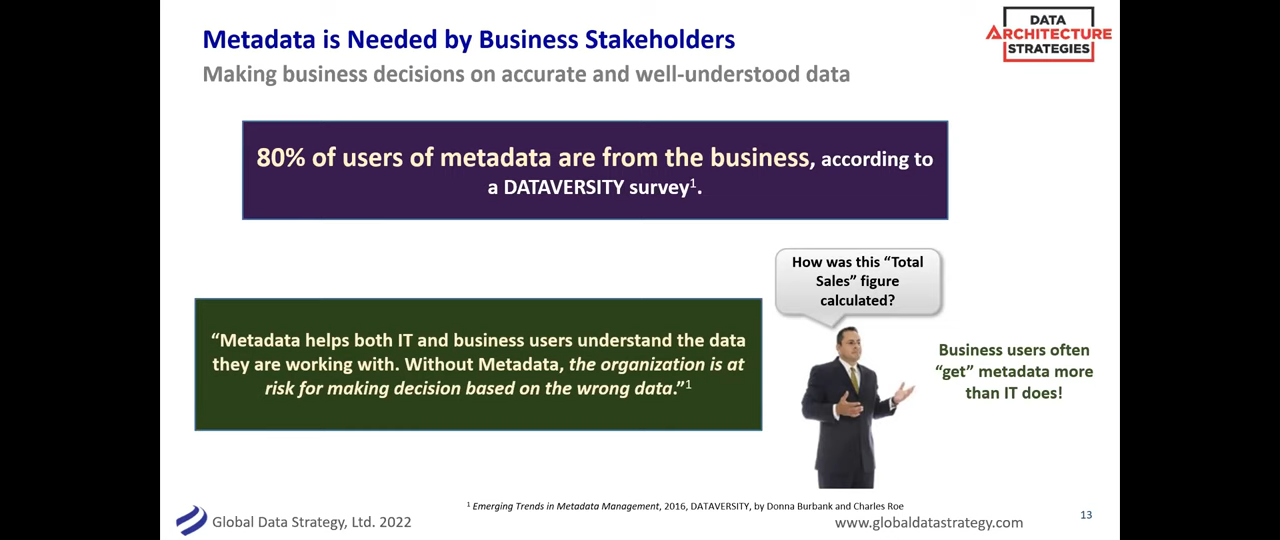 Metadata is Needed by Business Stakeholders
Making business decisions on accurate and well-understood data
DATA
ARCHITECTURE
STRATEGIES
80% of users of metadata are from the business, according to
a DATAVERSITY survey¹.
How was this “Total
Sales” figure
calculated?
“Metadata helps both IT and business users understand the data
they are working with. Without Metadata, the organization is at
risk for making decision based on the wrong data.”¹
Business users often
“get” metadata more
than IT does!
¹ Emerging Trends in Metadata Management, 2016, DATAVERSITY, by Donna Burbank and Charles Roe
Global Data Strategy, Ltd. 2022
www.globaldatastrategy.com
13